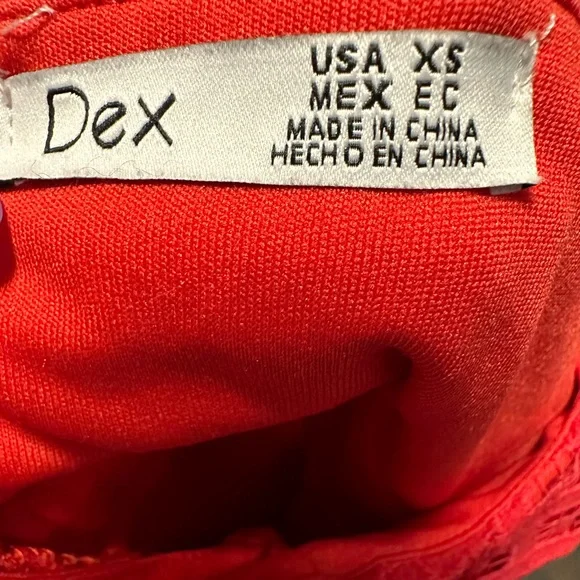 Dex
USA XS
MEX EC
MADE IN CHINA
HECHO EN CHINA